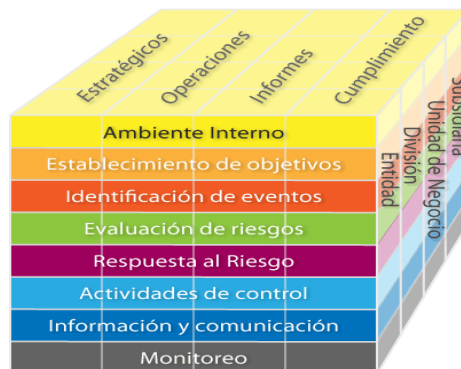 Estratégicos
Operaciones
Informes
Cumplimiento
Ambiente Interno
Establecimiento de objetivos
Identificación de eventos
Evaluación de riesgos
Respuesta al Riesgo
Actividades de control
Información y comunicación
Monitoreo
Entidad
División
Unidad de Negocio
Subsidiaria